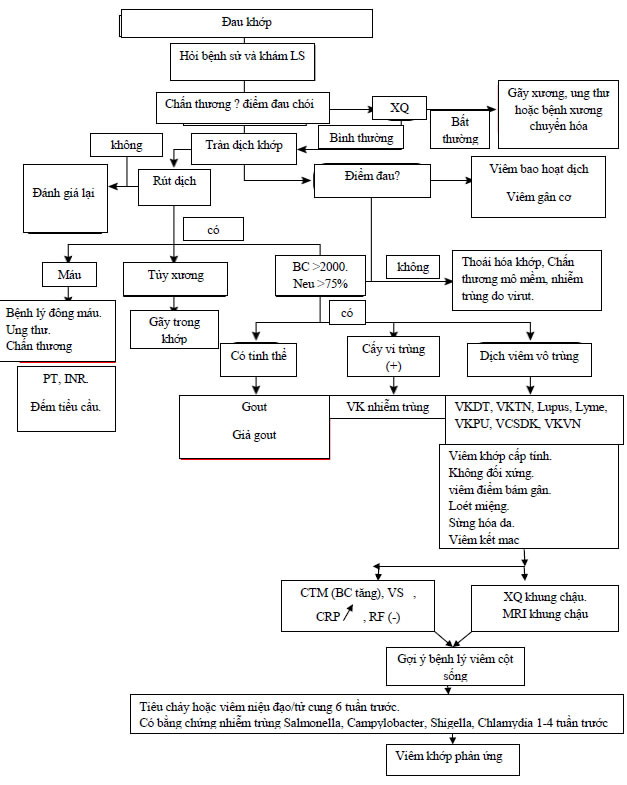 Đau khớp
Hỏi bệnh sử và khám LS
Chấn thương ? điểm đau chói
XQ
Gãy xương, ung thư
hoặc bệnh xương
chuyển hóa
Bất
thường
Bình thường
không
Tràn dịch khớp
Đánh giá lại
Rút dịch
Điểm đau?
Viêm bao hoạt dịch
Viêm gân cơ
có
Máu
Tủy xương
BC >2000.
Neu >75%
không
Thoái hóa khớp, Chấn
thương mô mềm, nhiễm
trùng do virut.
Bệnh lý đông máu.
Ung thư.
Chấn thương
Gãy trong
khớp
có
PT, INR.
Đếm tiểu cầu.
Có tinh thể
Cấy vi trùng
(+)
Dịch viêm vô trùng
Gout
Giả gout
VK nhiễm trùng
VKDT, VKTN, Lupus, Lyme,
VKPU, VCSDK, VKVN
Viêm khớp cấp tính.
Không đối xứng.
viêm điểm bám gân.
Loét miệng.
Sừng hóa da.
Viêm kết mac
CTM (BC tăng), VS ,
CRP , RF (-)
XQ khung chậu.
MRI khung chậu
Gợi ý bệnh lý viêm cột
sống
Tiêu chảy hoặc viêm niệu đạo/tử cung 6 tuần trước.
Có bằng chứng nhiễm trùng Salmonella, Campylobacter, Shigella, Chlamydia 1-4 tuần trước
Viêm khớp phản ứng